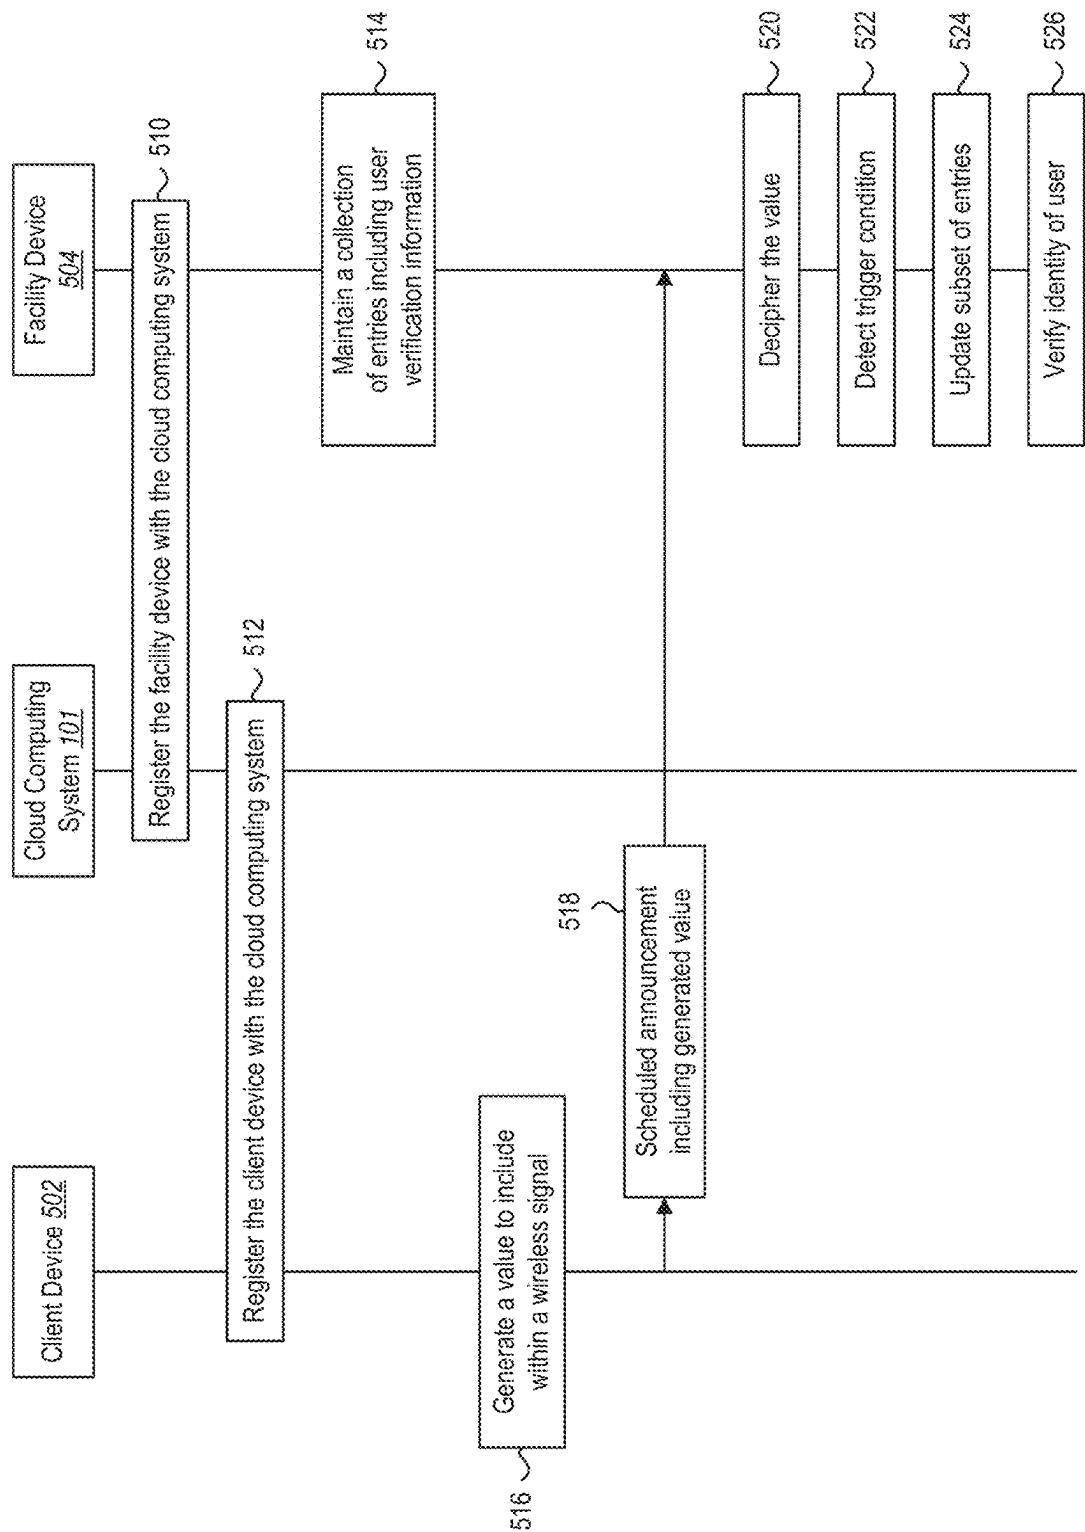 Client Device 502
Cloud Computing
System 101
Facility Device
504
Register the facility device with the cloud computing system
510
Register the client device with the cloud computing system
512
Maintain a collection
of entries including user
verification information
514
Generate a value to include
within a wireless signal
516
Scheduled announcement
including generated value
518
Decipher the value
520
Detect trigger condition
522
Update subset of entries
524
Verify identity of user
526